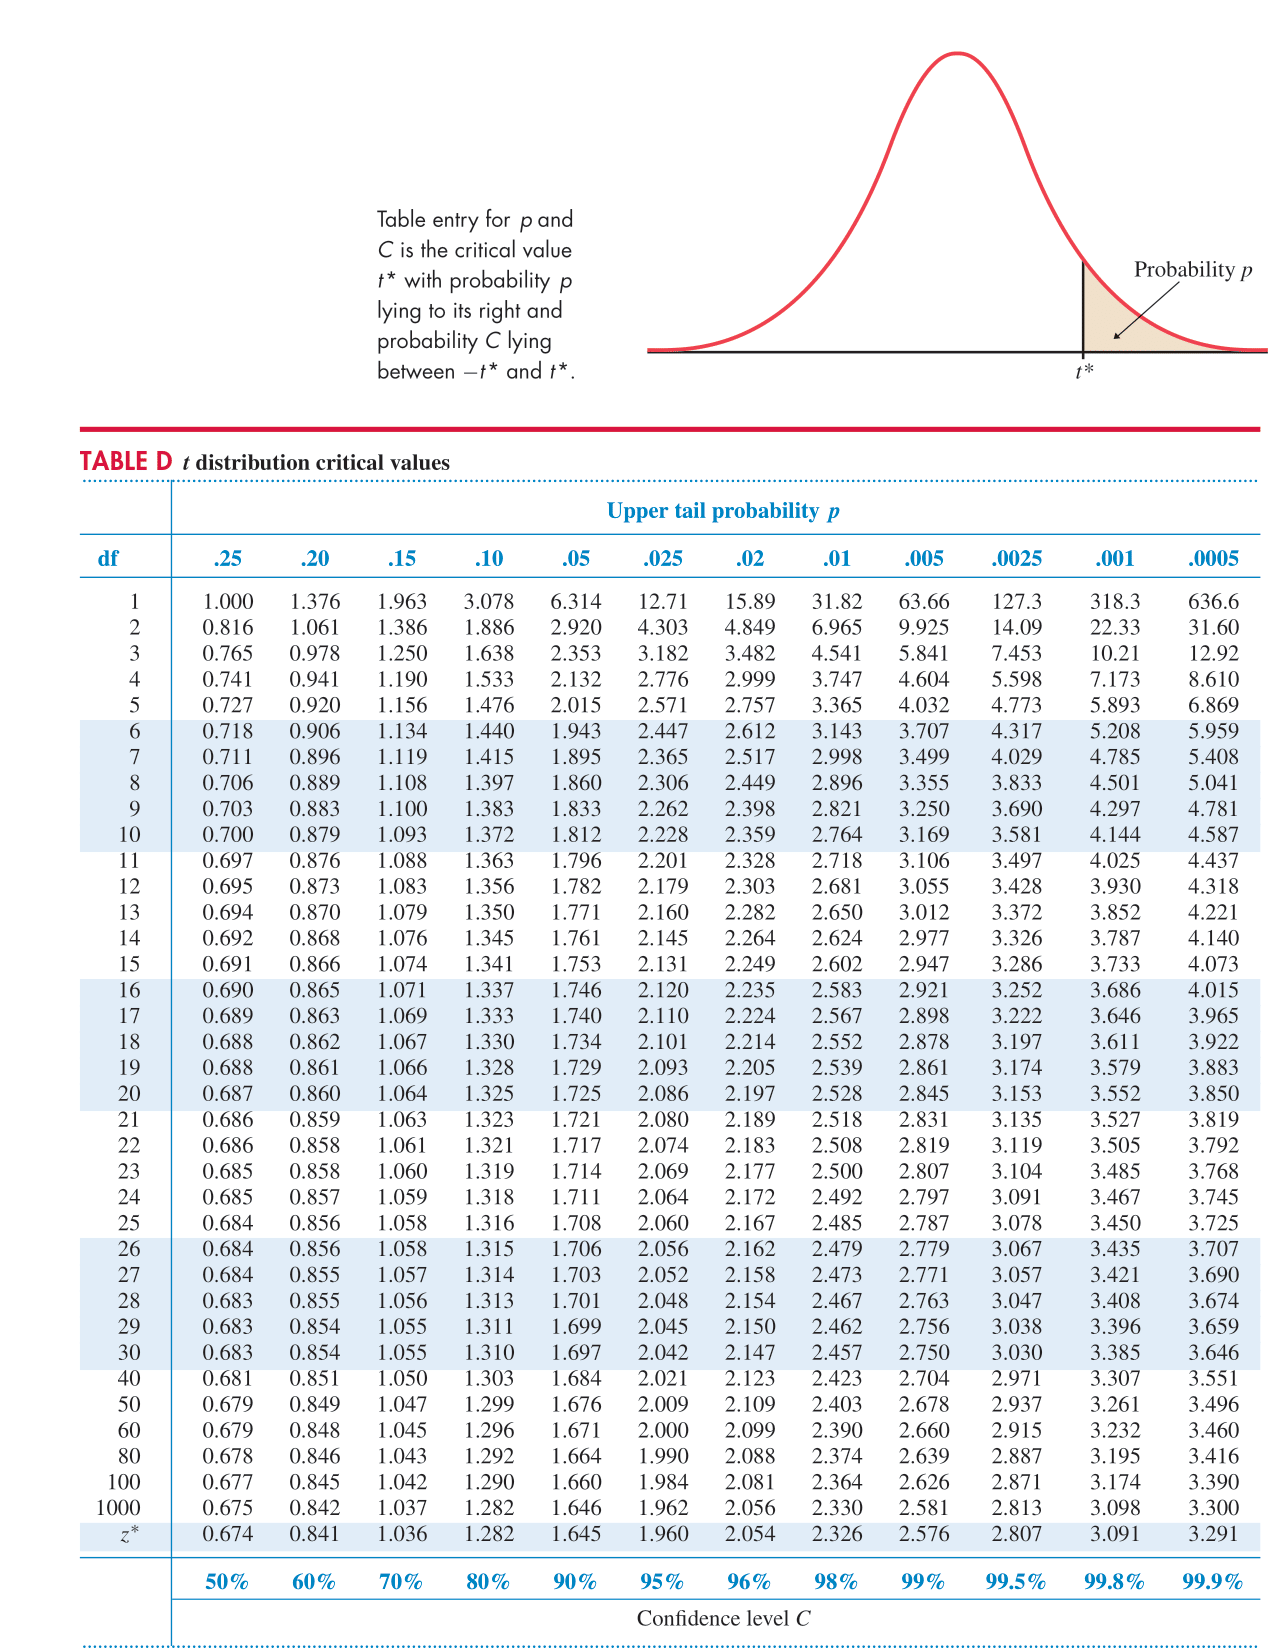 Table entry for p and
C is the critical value
t* with probability p
lying to its right and
probability C lying
between −t* and t*.
Probability p
t*
TABLE D t distribution critical values
Upper tail probability p
df .25 .20 .15 .10 .05 .025 .02 .01 .005 .0025 .001 .0005
1 1.000 1.376 1.963 3.078 6.314 12.71 15.89 31.82 63.66 127.3 318.3 636.6
2 0.816 1.061 1.386 1.886 2.920 4.303 4.849 6.965 9.925 14.09 22.33 31.60
3 0.765 0.978 1.250 1.638 2.353 3.182 3.482 4.541 5.841 7.453 10.21 12.92
4 0.741 0.941 1.190 1.533 2.132 2.776 2.999 3.747 4.604 5.598 7.173 8.610
5 0.727 0.920 1.156 1.476 2.015 2.571 2.757 3.365 4.032 4.773 5.893 6.869
6 0.718 0.906 1.134 1.440 1.943 2.447 2.612 3.143 3.707 4.317 5.208 5.959
7 0.711 0.896 1.119 1.415 1.895 2.365 2.517 2.998 3.499 4.029 4.785 5.408
8 0.706 0.889 1.108 1.397 1.860 2.306 2.449 2.896 3.355 3.833 4.501 5.041
9 0.703 0.883 1.100 1.383 1.833 2.262 2.398 2.821 3.250 3.690 4.297 4.781
10 0.700 0.879 1.093 1.372 1.812 2.228 2.359 2.764 3.169 3.581 4.144 4.587
11 0.697 0.876 1.088 1.363 1.796 2.201 2.328 2.718 3.106 3.497 4.025 4.437
12 0.695 0.873 1.083 1.356 1.782 2.179 2.303 2.681 3.055 3.428 3.930 4.318
13 0.694 0.870 1.079 1.350 1.771 2.160 2.282 2.650 3.012 3.372 3.852 4.221
14 0.692 0.868 1.076 1.345 1.761 2.145 2.264 2.624 2.977 3.326 3.787 4.140
15 0.691 0.866 1.074 1.341 1.753 2.131 2.249 2.602 2.947 3.286 3.733 4.073
16 0.690 0.865 1.071 1.337 1.746 2.120 2.235 2.583 2.921 3.252 3.686 4.015
17 0.689 0.863 1.069 1.333 1.740 2.110 2.224 2.567 2.898 3.222 3.646 3.965
18 0.688 0.862 1.067 1.330 1.734 2.101 2.214 2.552 2.878 3.197 3.611 3.922
19 0.688 0.861 1.066 1.328 1.729 2.093 2.205 2.539 2.861 3.174 3.579 3.883
20 0.687 0.860 1.064 1.325 1.725 2.086 2.197 2.528 2.845 3.153 3.552 3.850
21 0.686 0.859 1.063 1.323 1.721 2.080 2.189 2.518 2.831 3.135 3.527 3.819
22 0.686 0.858 1.061 1.321 1.717 2.074 2.183 2.508 2.819 3.119 3.505 3.792
23 0.685 0.858 1.060 1.319 1.714 2.069 2.177 2.500 2.807 3.104 3.485 3.768
24 0.685 0.857 1.059 1.318 1.711 2.064 2.172 2.492 2.797 3.091 3.467 3.745
25 0.684 0.856 1.058 1.316 1.708 2.060 2.167 2.485 2.787 3.078 3.450 3.725
26 0.684 0.856 1.058 1.315 1.706 2.056 2.162 2.479 2.779 3.067 3.435 3.707
27 0.684 0.855 1.057 1.314 1.703 2.052 2.158 2.473 2.771 3.057 3.421 3.690
28 0.683 0.855 1.056 1.313 1.701 2.048 2.154 2.467 2.763 3.047 3.408 3.674
29 0.683 0.854 1.055 1.311 1.699 2.045 2.150 2.462 2.756 3.038 3.396 3.659
30 0.683 0.854 1.055 1.310 1.697 2.042 2.147 2.457 2.750 3.030 3.385 3.646
40 0.681 0.851 1.050 1.303 1.684 2.021 2.123 2.423 2.704 2.971 3.307 3.551
50 0.679 0.849 1.047 1.299 1.676 2.009 2.109 2.403 2.678 2.937 3.261 3.496
60 0.679 0.848 1.045 1.296 1.671 2.000 2.099 2.390 2.660 2.915 3.232 3.460
80 0.678 0.846 1.043 1.292 1.664 1.990 2.088 2.374 2.639 2.887 3.195 3.416
100 0.677 0.845 1.042 1.290 1.660 1.984 2.081 2.364 2.626 2.871 3.174 3.390
1000 0.675 0.842 1.037 1.282 1.646 1.962 2.056 2.330 2.581 2.813 3.098 3.300
z* 0.674 0.841 1.036 1.282 1.645 1.960 2.054 2.326 2.576 2.807 3.091 3.291
50% 60% 70% 80% 90% 95% 96% 98% 99% 99.5% 99.8% 99.9%
Confidence level C